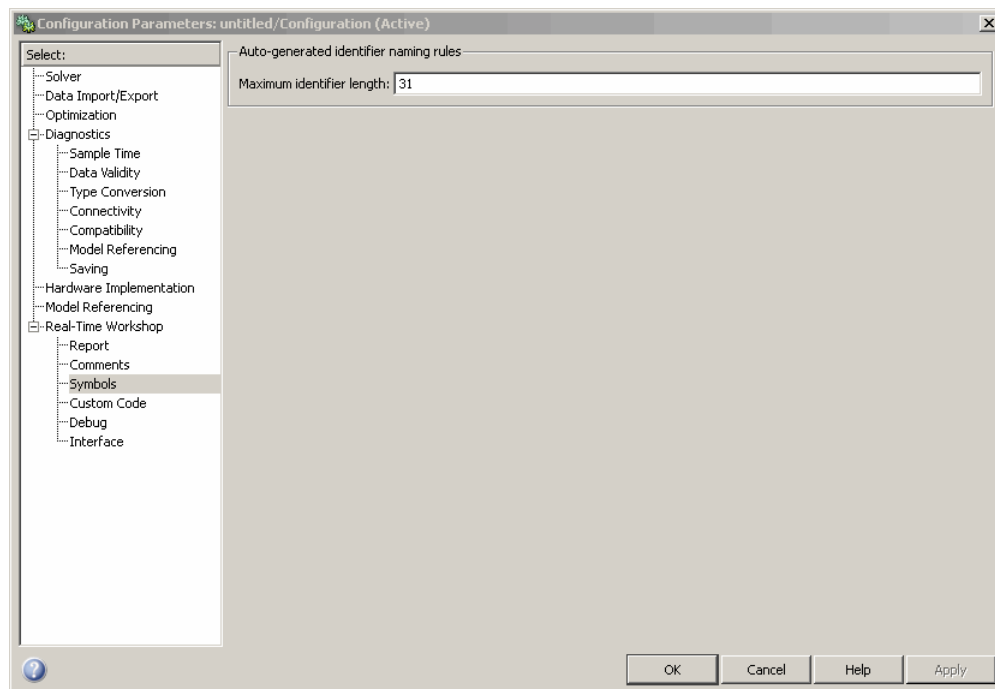 Configuration Parameters: untitled/Configuration (Active)
Select:
Solver
Data Import/Export
Optimization
Diagnostics
Sample Time
Data Validity
Type Conversion
Connectivity
Compatibility
Model Referencing
Saving
Hardware Implementation
Model Referencing
Real-Time Workshop
Report
Comments
Symbols
Custom Code
Debug
Interface
Auto-generated identifier naming rules
Maximum identifier length: 31
OK Cancel Help Apply